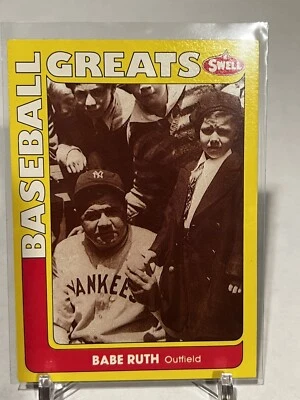 BASEBALL
GREATS
SWELL
NY
YANKEES
BABE RUTH Outfield